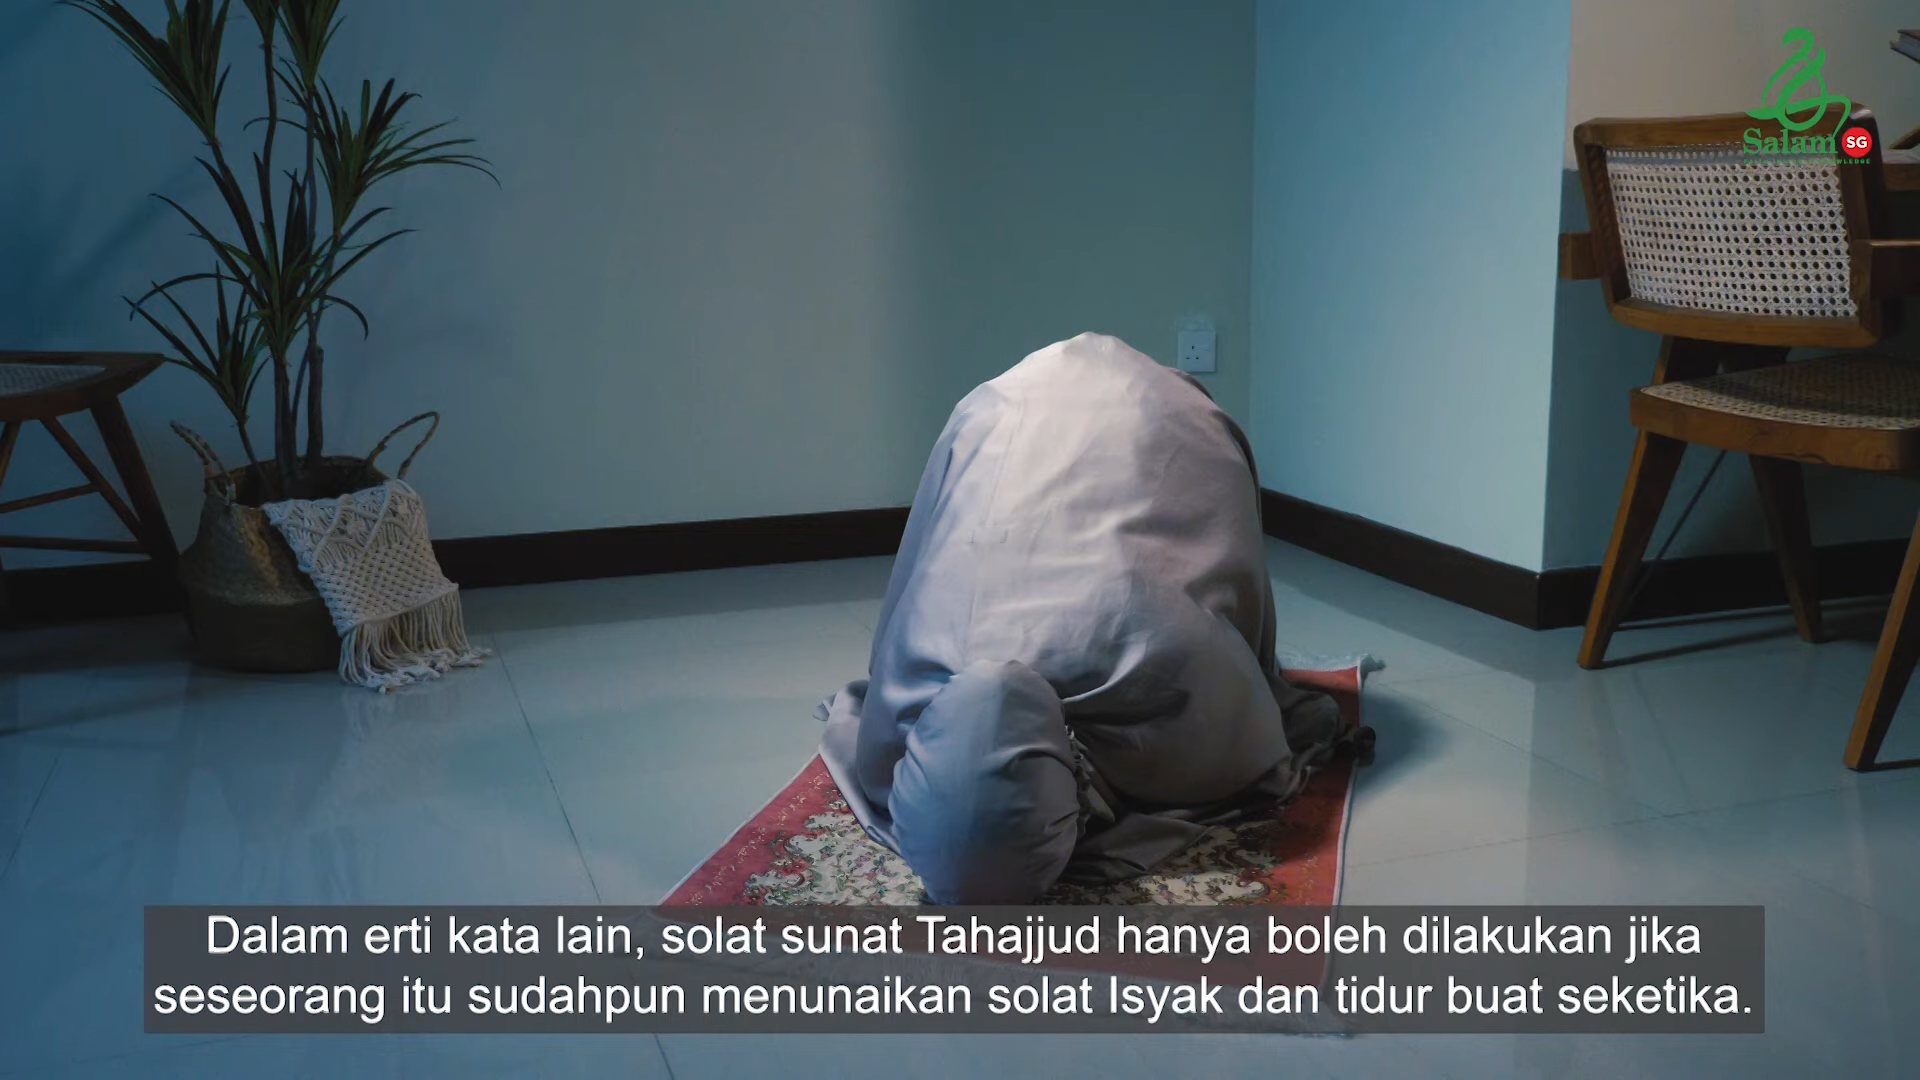 Salam SG
Dalam erti kata lain, solat sunat Tahajjud hanya boleh dilakukan jika
seseorang itu sudahpun menunaikan solat Isyak dan tidur buat seketika.